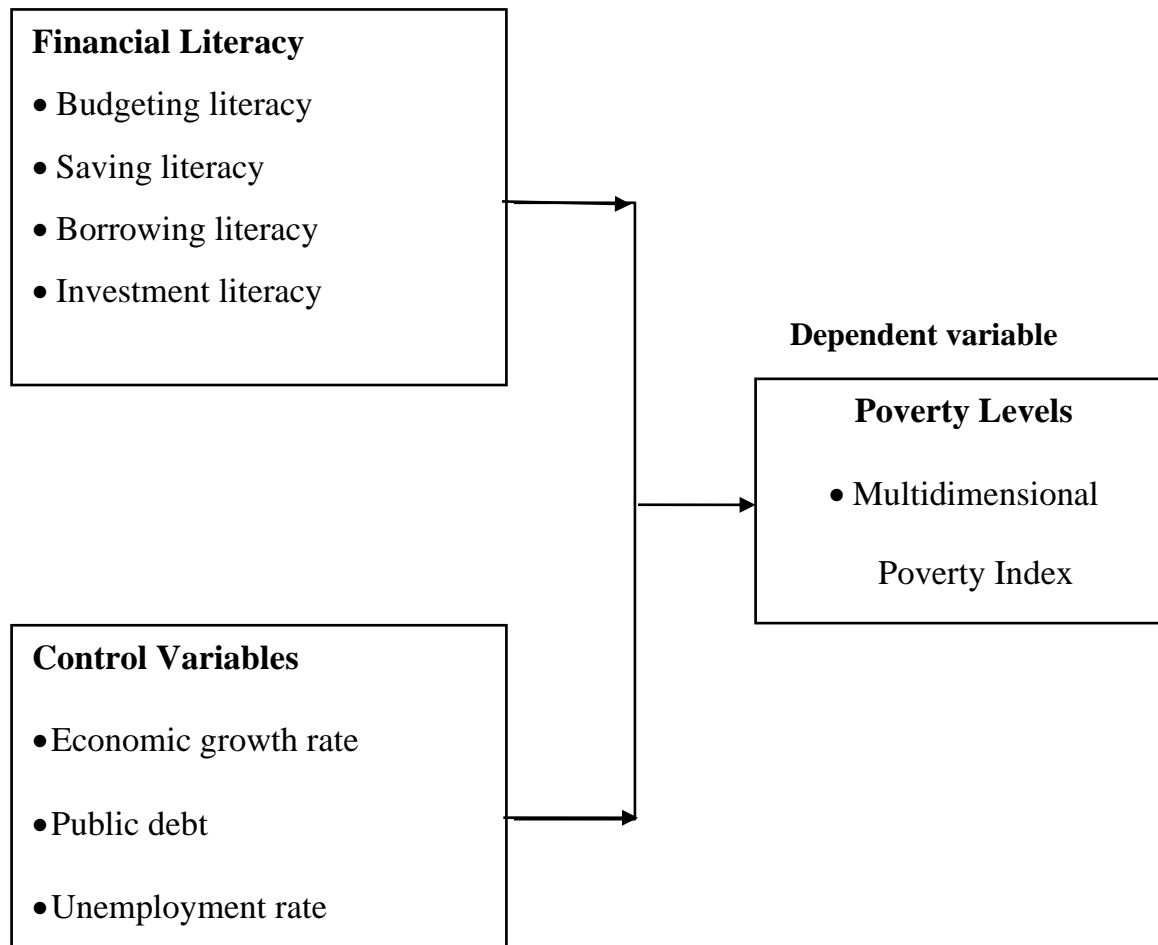 Financial Literacy
• Budgeting literacy
• Saving literacy
• Borrowing literacy
• Investment literacy
Dependent variable
Poverty Levels
• Multidimensional
Poverty Index
Control Variables
•Economic growth rate
•Public debt
•Unemployment rate